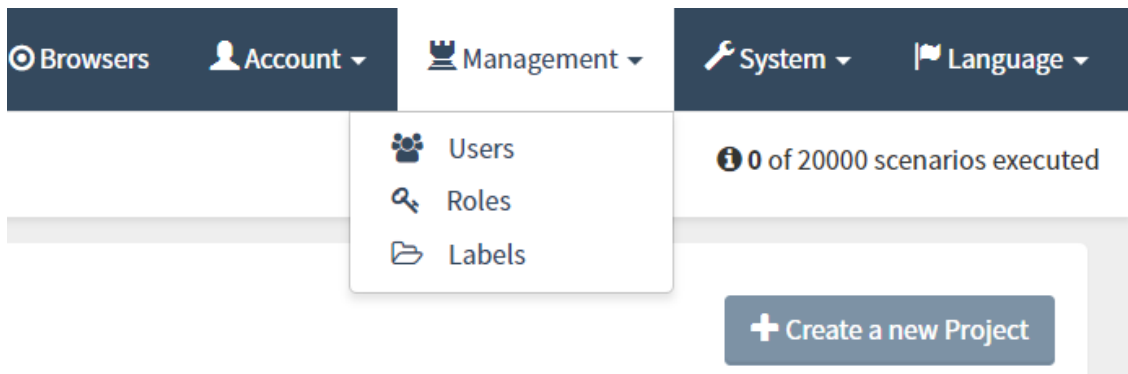 Browsers Account Management System Language
Users
0 of 20000 scenarios executed
Roles
Labels
Create a new Project